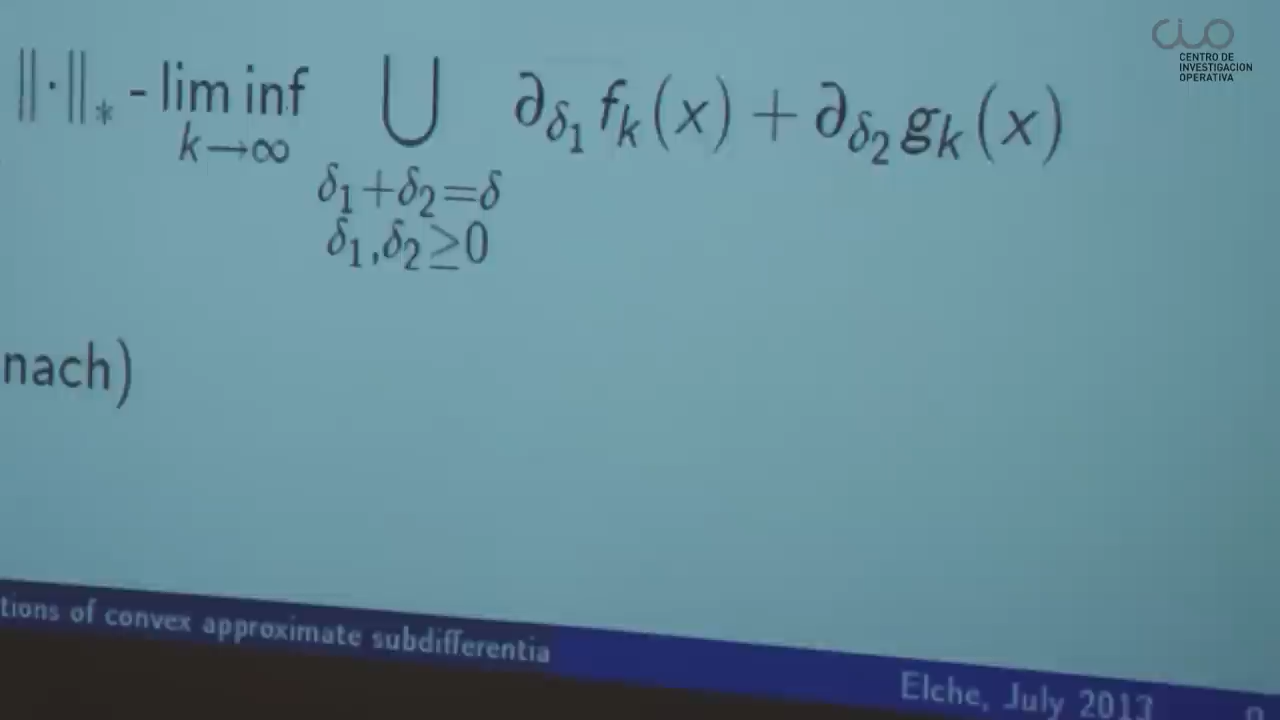 CIO
CENTRO DE
INVESTIGACION
OPERATIVA
‖·‖∗ - lim inf ⋃ ∂δ₁ fₖ(x) + ∂δ₂ gₖ(x)
k→∞
δ₁+δ₂=δ
δ₁,δ₂≥0
nach)
tions of convex approximate subdifferentia
Elche, July 2013